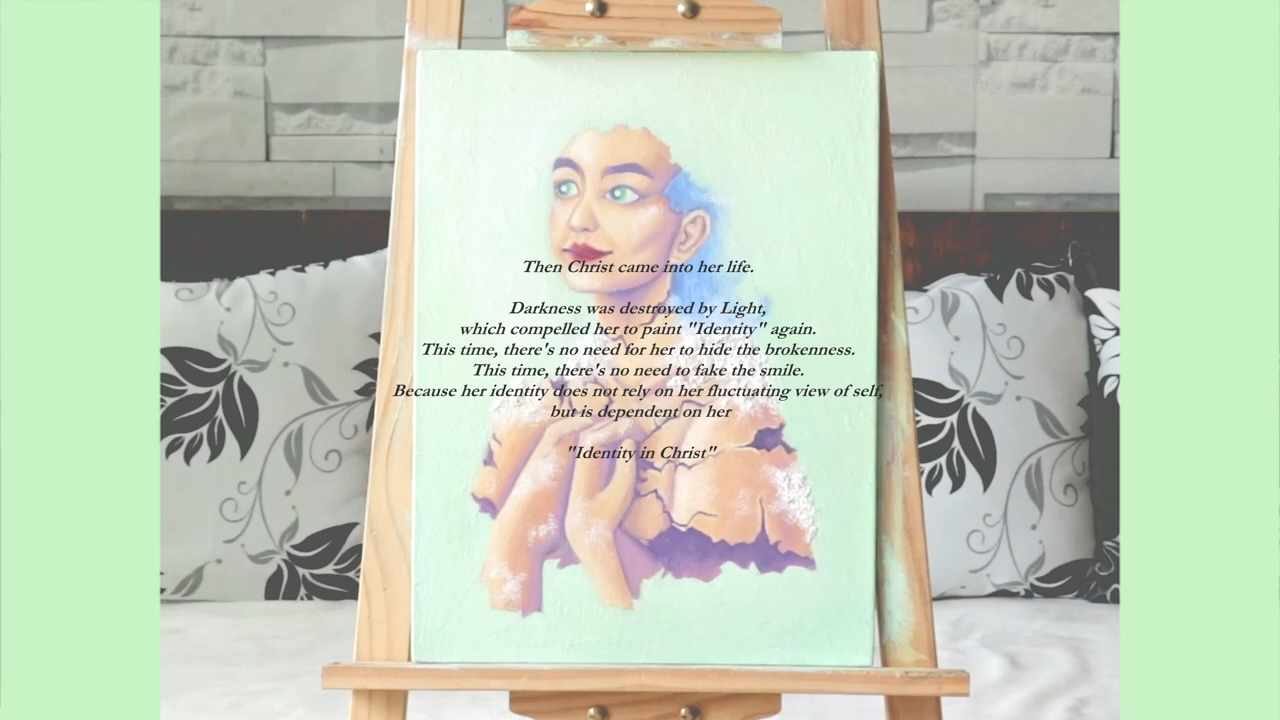 Then Christ came into her life.
Darkness was destroyed by Light,
which compelled her to paint "Identity" again.
This time, there's no need for her to hide the brokenness.
This time, there's no need to fake the smile.
Because her identity does not rely on her fluctuating view of self,
but is dependent on her
"Identity in Christ"